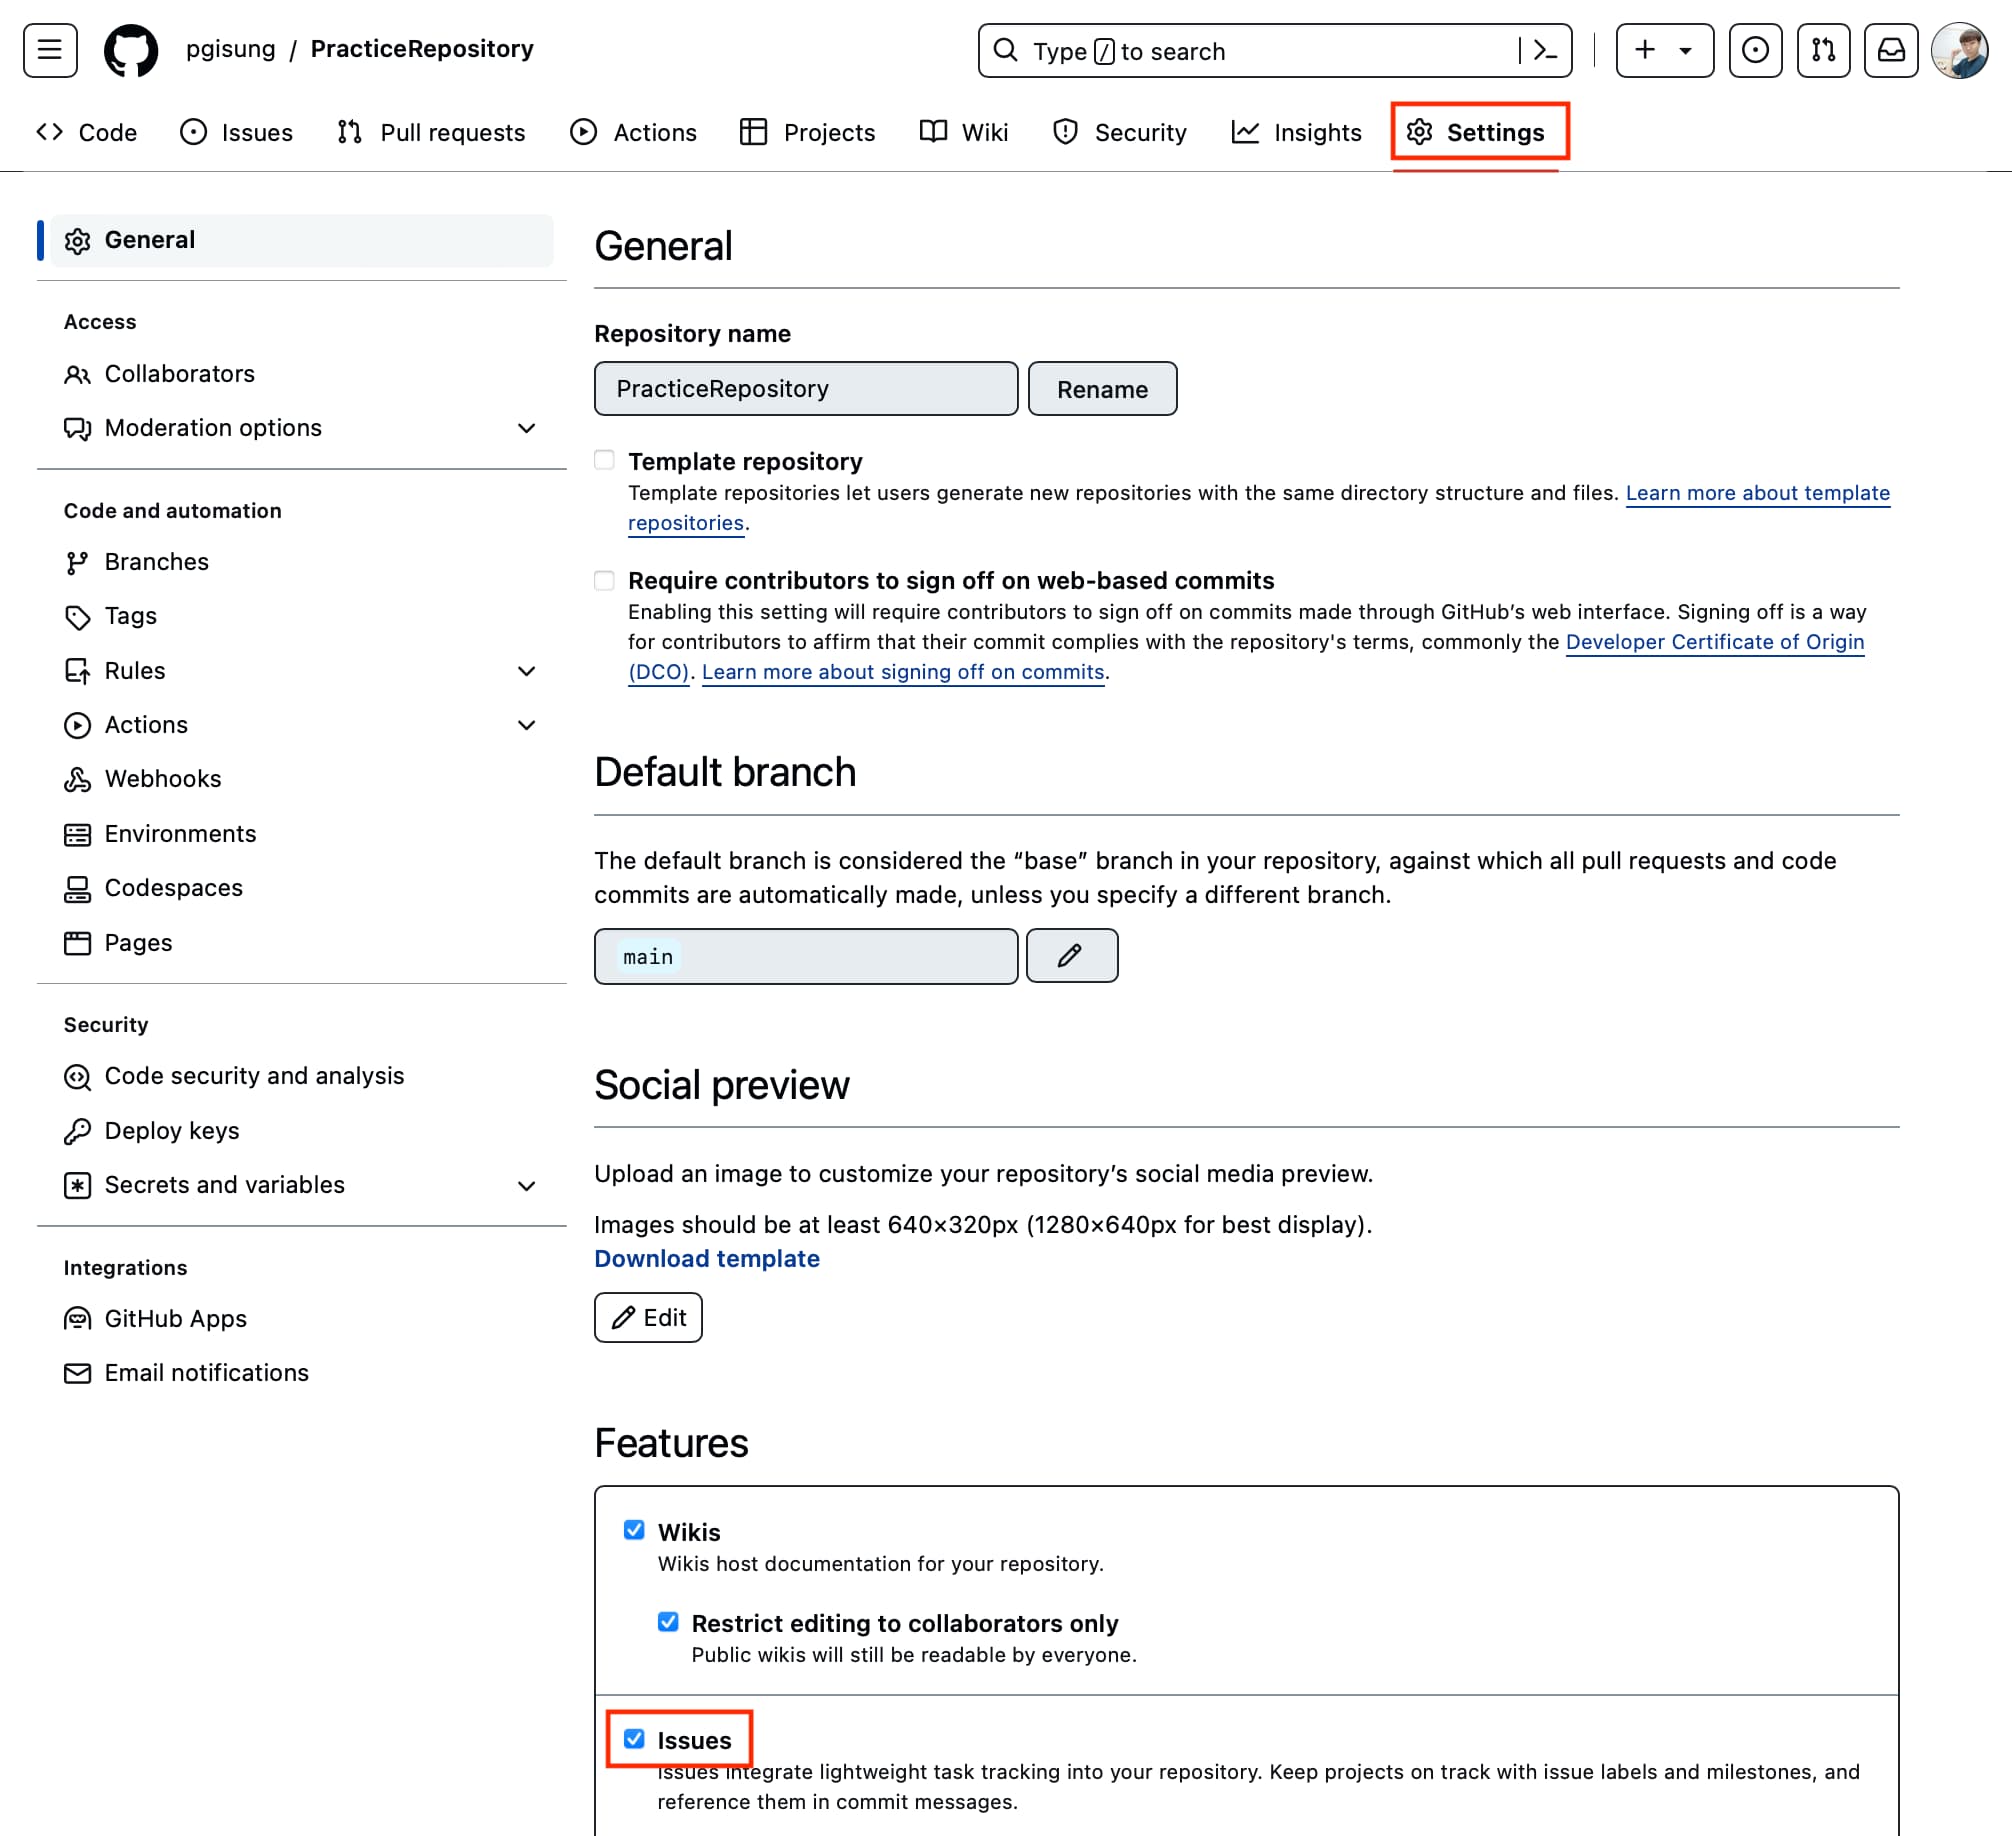 pgisung / PracticeRepository
Type / to search
Code
Issues
Pull requests
Actions
Projects
Wiki
Security
Insights
Settings
General
Access
Collaborators
Moderation options
Code and automation
Branches
Tags
Rules
Actions
Webhooks
Environments
Codespaces
Pages
Security
Code security and analysis
Deploy keys
Secrets and variables
Integrations
GitHub Apps
Email notifications
General
Repository name
PracticeRepository
Rename
Template repository
Template repositories let users generate new repositories with the same directory structure and files. Learn more about template
repositories.
Require contributors to sign off on web-based commits
Enabling this setting will require contributors to sign off on commits made through GitHub’s web interface. Signing off is a way
for contributors to affirm that their commit complies with the repository's terms, commonly the Developer Certificate of Origin
(DCO). Learn more about signing off on commits.
Default branch
The default branch is considered the “base” branch in your repository, against which all pull requests and code
commits are automatically made, unless you specify a different branch.
main
Social preview
Upload an image to customize your repository’s social media preview.
Images should be at least 640×320px (1280×640px for best display).
Download template
Edit
Features
Wikis
Wikis host documentation for your repository.
Restrict editing to collaborators only
Public wikis will still be readable by everyone.
Issues
Issues integrate lightweight task tracking into your repository. Keep projects on track with issue labels and milestones, and
reference them in commit messages.